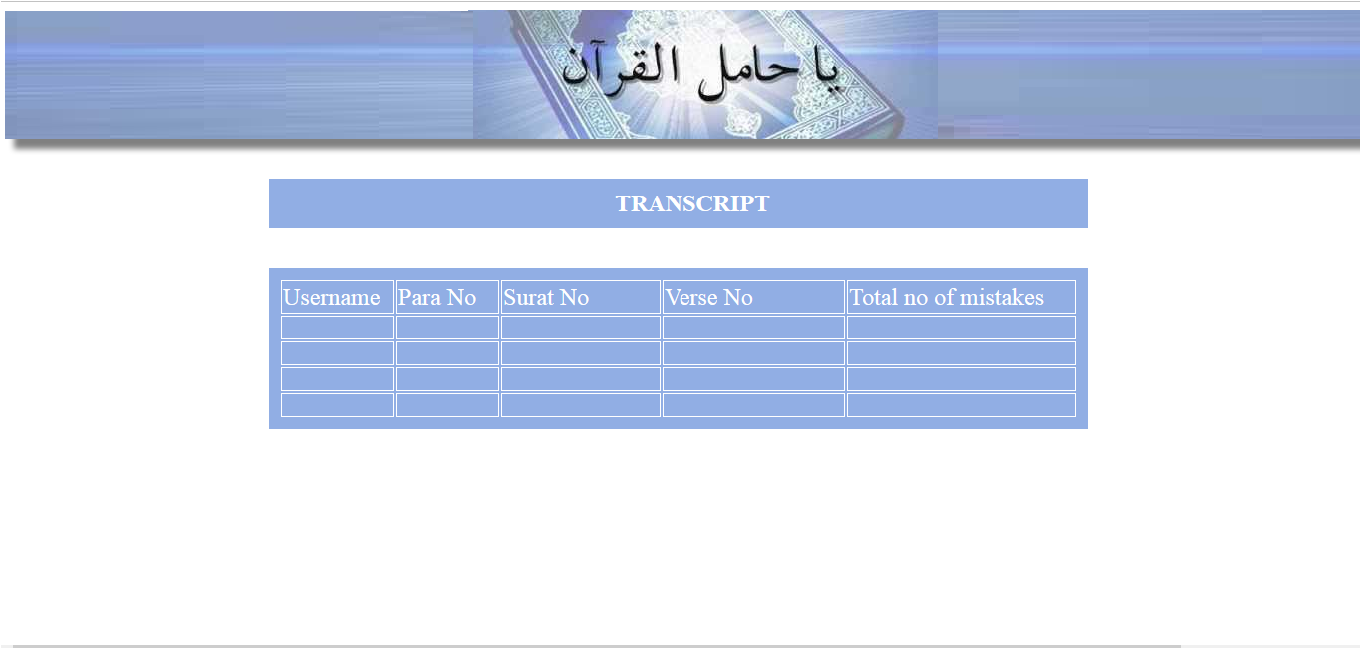 يا حامل القرآن
TRANSCRIPT
Username Para No Surat No Verse No Total no of mistakes